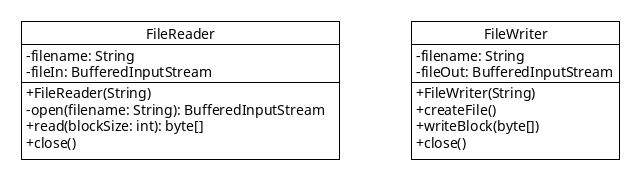 FileReader
-filename: String
-fileIn: BufferedInputStream
+FileReader(String)
-open(filename: String): BufferedInputStream
+read(blockSize: int): byte[]
+close()
FileWriter
-filename: String
-fileOut: BufferedInputStream
+FileWriter(String)
+createFile()
+writeBlock(byte[])
+close()